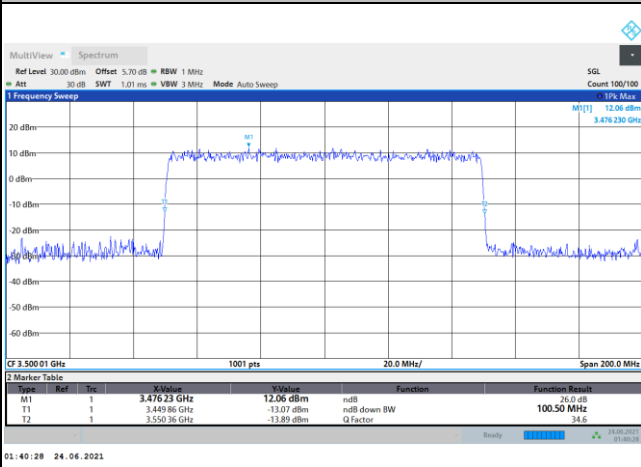 MultiView Spectrum
Ref Level 30.00 dBm Offset 5.70 dB RBW 1 MHz SGL
Att 30 dB SWT 1.01 ms VBW 3 MHz Mode Auto Sweep Count 100/100
1 Frequency Sweep 1Pk Max
M1[1] 12.06 dBm
3.476 230 GHz
20 dBm
M1
10 dBm
0 dBm
-10 dBm
-20 dBm
-30 dBm
-40 dBm
-50 dBm
-60 dBm
CF 3.500 01 GHz 1001 pts 20.0 MHz/ Span 200.0 MHz
2 Marker Table
Type Ref Trc X-Value Y-Value Function Function Result
M1 1 3.476 23 GHz 12.06 dBm ndB 26.0 dB
T1 1 3.449 86 GHz -13.07 dBm ndB down BW 100.50 MHz
T2 1 3.550 36 GHz -13.89 dBm Q Factor 34.6
Ready 24.06.2021
01:40:28
01:40:28 24.06.2021